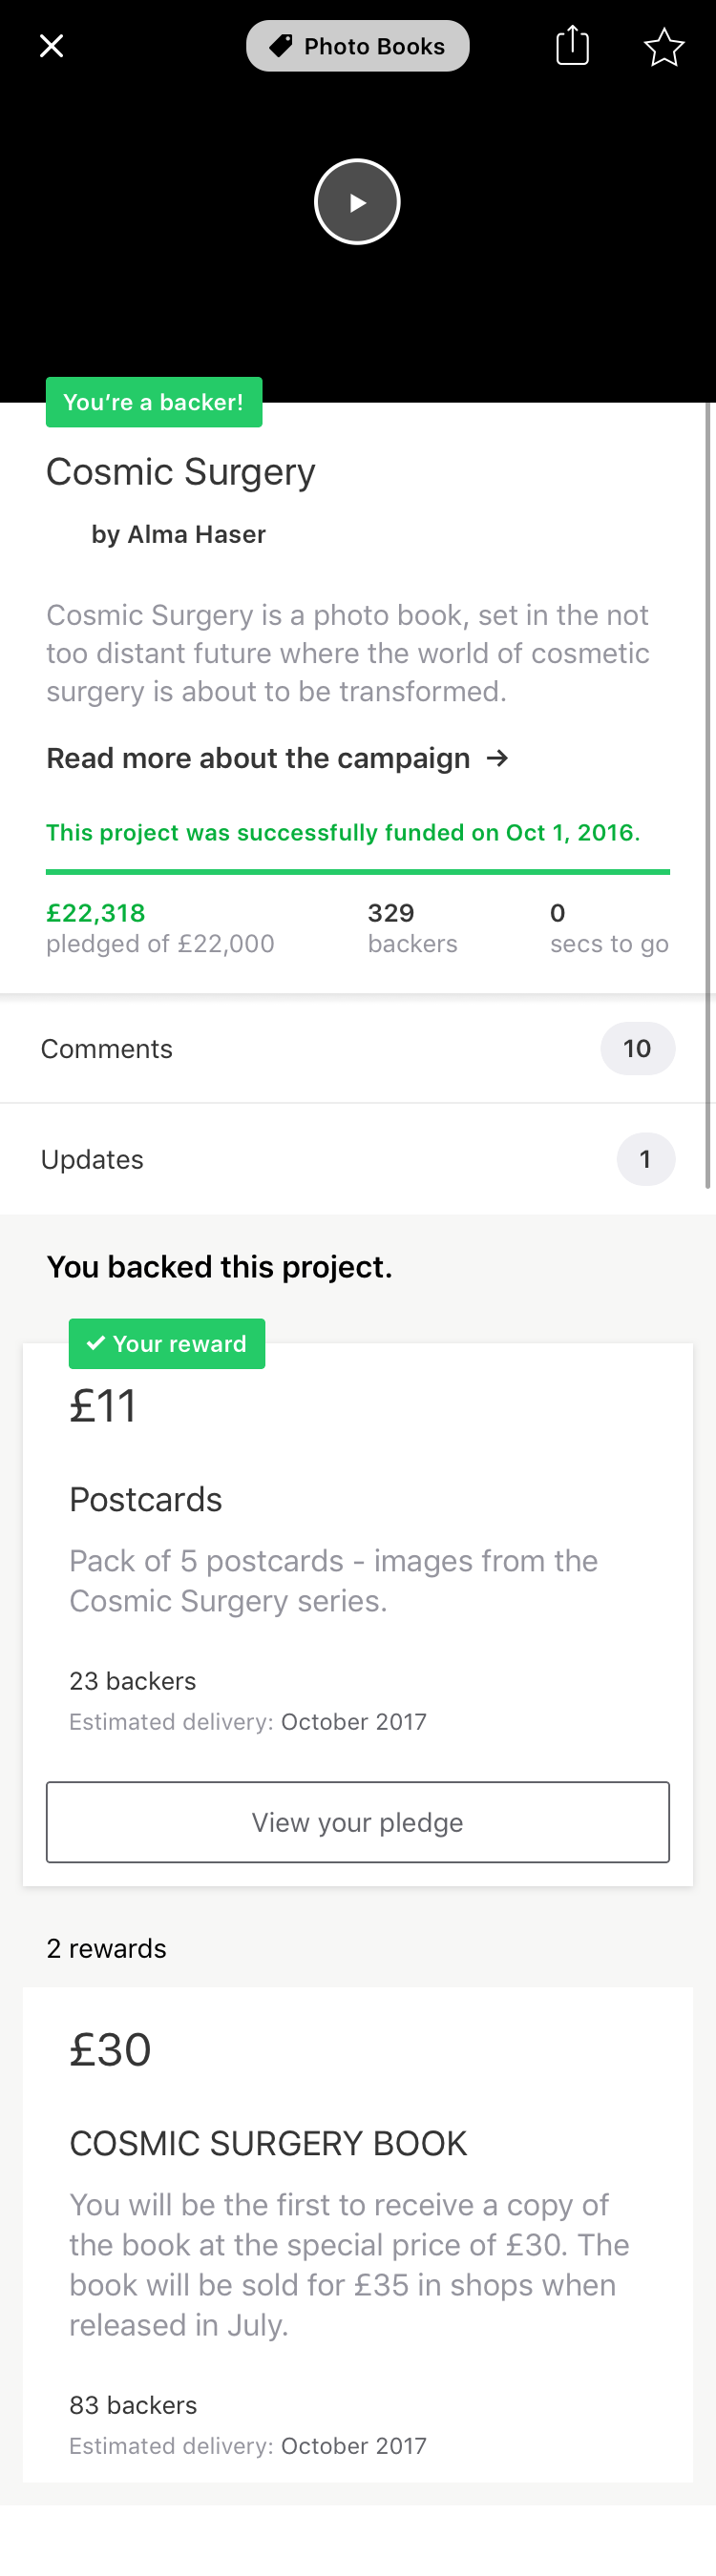 Photo Books
You’re a backer!
Cosmic Surgery
by Alma Haser
Cosmic Surgery is a photo book, set in the not
too distant future where the world of cosmetic
surgery is about to be transformed.
Read more about the campaign →
This project was successfully funded on Oct 1, 2016.
£22,318 329 0
pledged of £22,000 backers secs to go
Comments 10
Updates 1
You backed this project.
✓ Your reward
£11
Postcards
Pack of 5 postcards - images from the
Cosmic Surgery series.
23 backers
Estimated delivery: October 2017
View your pledge
2 rewards
£30
COSMIC SURGERY BOOK
You will be the first to receive a copy of
the book at the special price of £30. The
book will be sold for £35 in shops when
released in July.
83 backers
Estimated delivery: October 2017